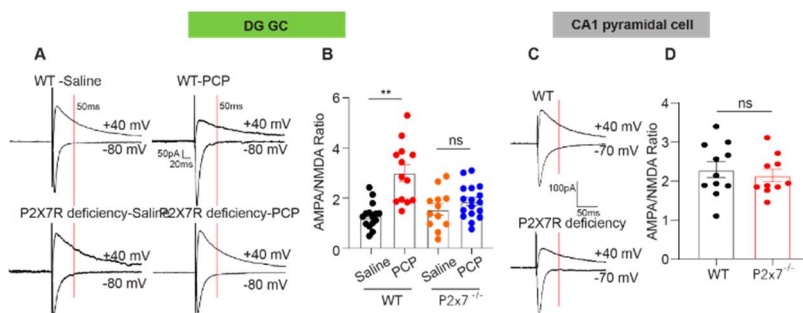 DG GC
CA1 pyramidal cell
A
WT -Saline
50ms
+40 mV
-80 mV
WT-PCP
50ms
+40 mV
-80 mV
50pA
20ms
P2X7R deficiency-Saline
+40 mV
-80 mV
P2X7R deficiency-PCP
+40 mV
-80 mV
B
AMPA/NMDA Ratio
6
4
2
0
**
ns
Saline
PCP
Saline
PCP
WT
P2x7 -/-
C
WT
+40 mV
-70 mV
100pA
50ms
P2X7R deficiency
+40 mV
-70 mV
D
AMPA/NMDA Ratio
4
3
2
1
0
ns
WT
P2x7-/-